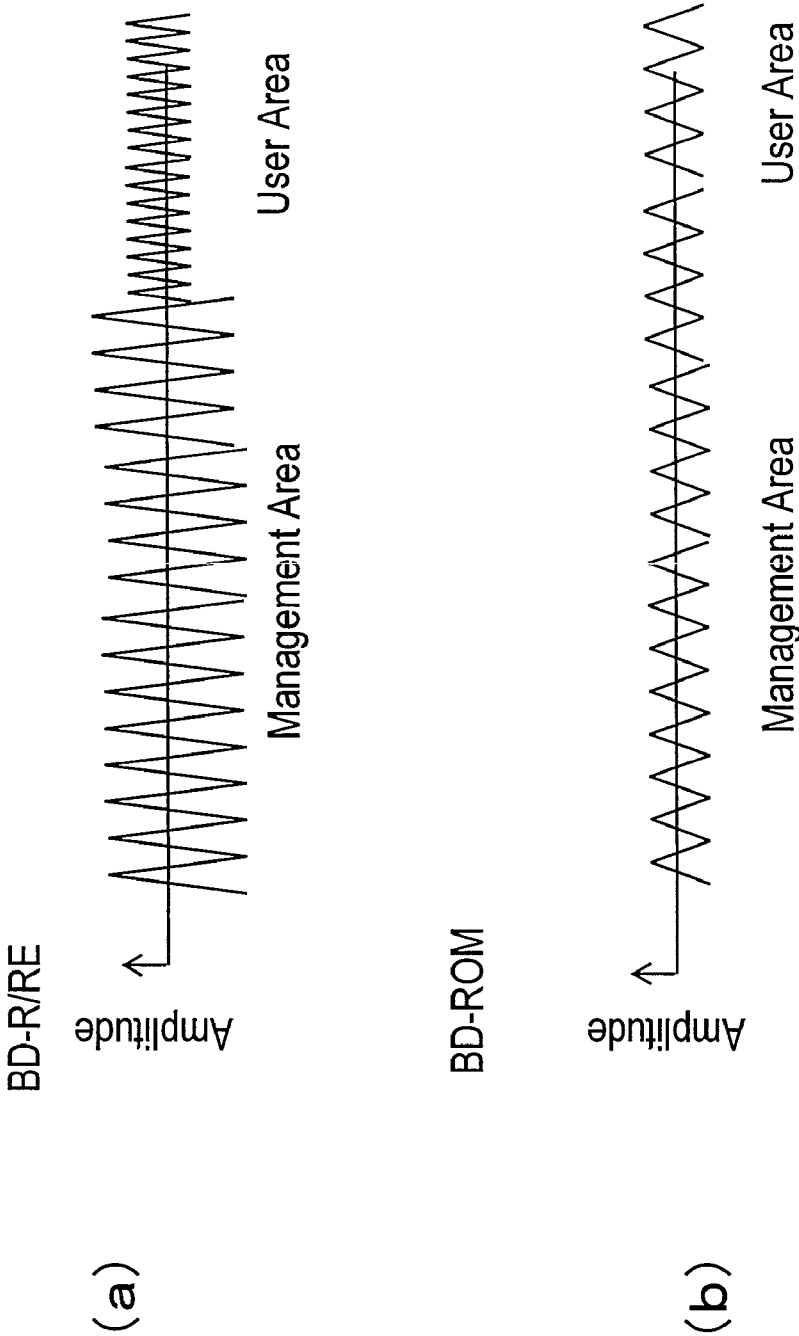 (a)
BD-R/RE
Amplitude
Management Area
User Area
(b)
BD-ROM
Amplitude
Management Area
User Area